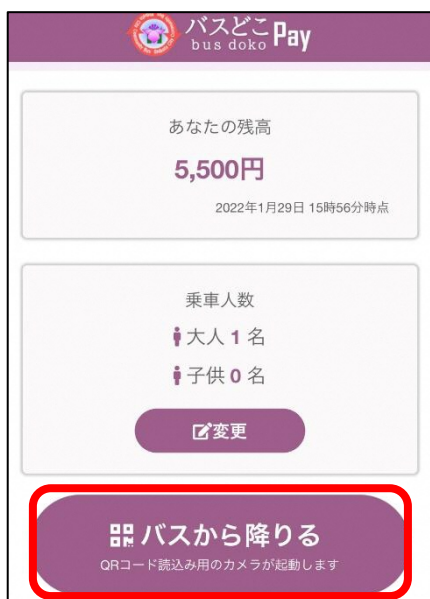 バスどこ Pay
bus doko
あなたの残高
5,500円
2022年1月29日 15時56分時点
乗車人数
大人 1 名
子供 0 名
変更
バスから降りる
QRコード読込み用のカメラが起動します